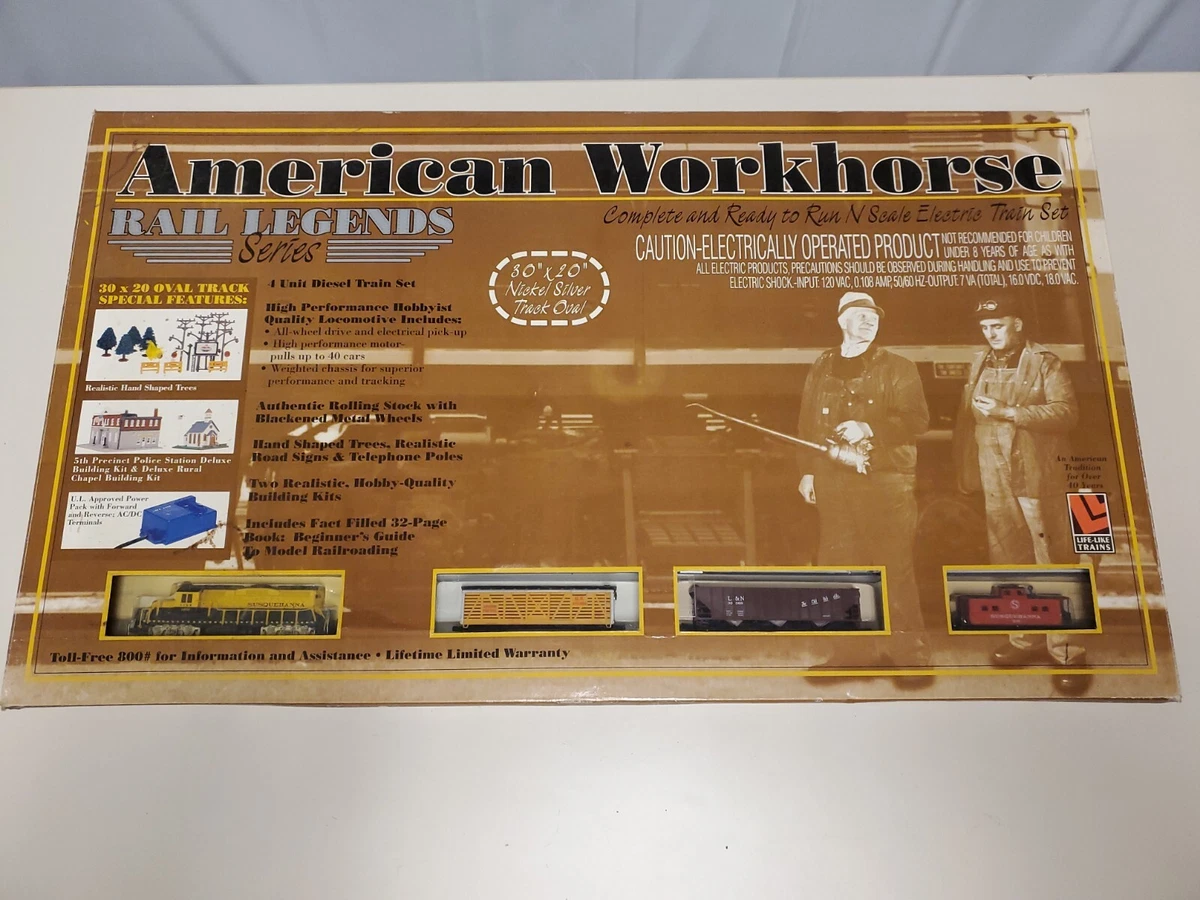 American Workhorse
RAIL LEGENDS
Series
Complete and Ready to Run N Scale Electric Train Set
CAUTION-ELECTRICALLY OPERATED PRODUCT NOT RECOMMENDED FOR CHILDREN
UNDER 8 YEARS OF AGE AS WITH
ALL ELECTRIC PRODUCTS, PRECAUTIONS SHOULD BE OBSERVED DURING HANDLING AND USE TO PREVENT
ELECTRIC SHOCK-INPUT: 120 VAC, 0.108 AMP, 50/60 HZ-OUTPUT: 7 VA (TOTAL), 16.0 VDC, 18.0 VAC.
30" x 20"
Nickel Silver
Track Oval
30 x 20 OVAL TRACK
SPECIAL FEATURES:
Realistic Hand Shaped Trees
5th Precinct Police Station Deluxe
Building Kit & Deluxe Rural
Chapel Building Kit
U.L. Approved Power
Pack with Forward
and Reverse; AC/DC
Terminals
4 Unit Diesel Train Set
High Performance Hobbyist
Quality Locomotive Includes:
• All-wheel drive and electrical pick-up
• High performance motor-
pulls up to 40 cars
• Weighted chassis for superior
performance and tracking
Authentic Rolling Stock with
Blackened Metal Wheels
Hand Shaped Trees, Realistic
Road Signs & Telephone Poles
Two Realistic, Hobby-Quality
Building Kits
Includes Fact Filled 32-Page
Book: Beginner's Guide
To Model Railroading
An American
Tradition
for Over
40 Years
LIFE-LIKE
TRAINS
SUSQUEHANNA
L&N
S
SUSQUEHANNA
Toll-Free 800# for Information and Assistance • Lifetime Limited Warranty